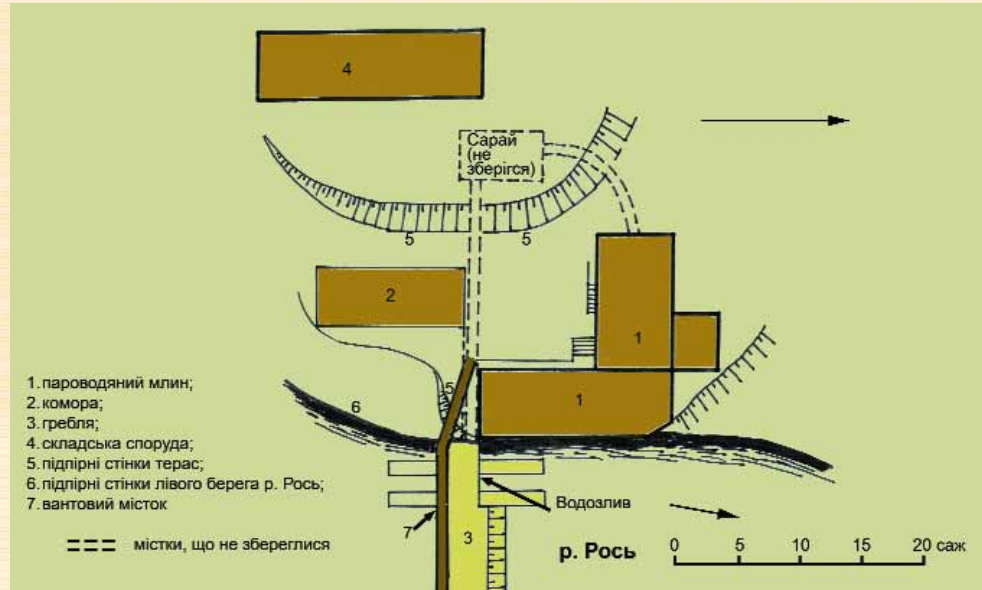 4
Сарай
(не
зберігся)
5
5
2
1
1
5
6
1. пароводяний млин;
2. комора;
3. гребля;
4. складська споруда;
5. підпірні стінки терас;
6. підпірні стінки лівого берега р. Рось;
7. вантовий місток
містки, що не збереглися
7
3
Водозлив
р. Рось
0 5 10 15 20 саж